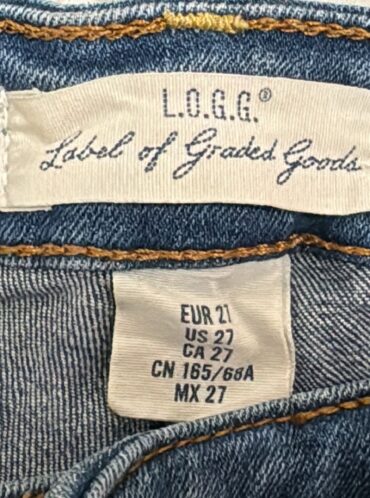 L.O.G.G.®
Label of Graded Goods
EUR 27
US 27
CA 27
CN 165/68A
MX 27